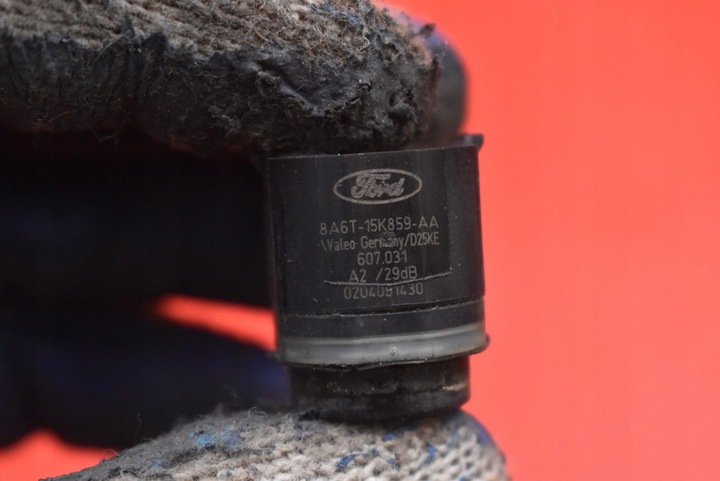 Ford
8A6T-15K859-AA
\Valeo Germany/D25KE
607.031
A2 /29dB
0204091430